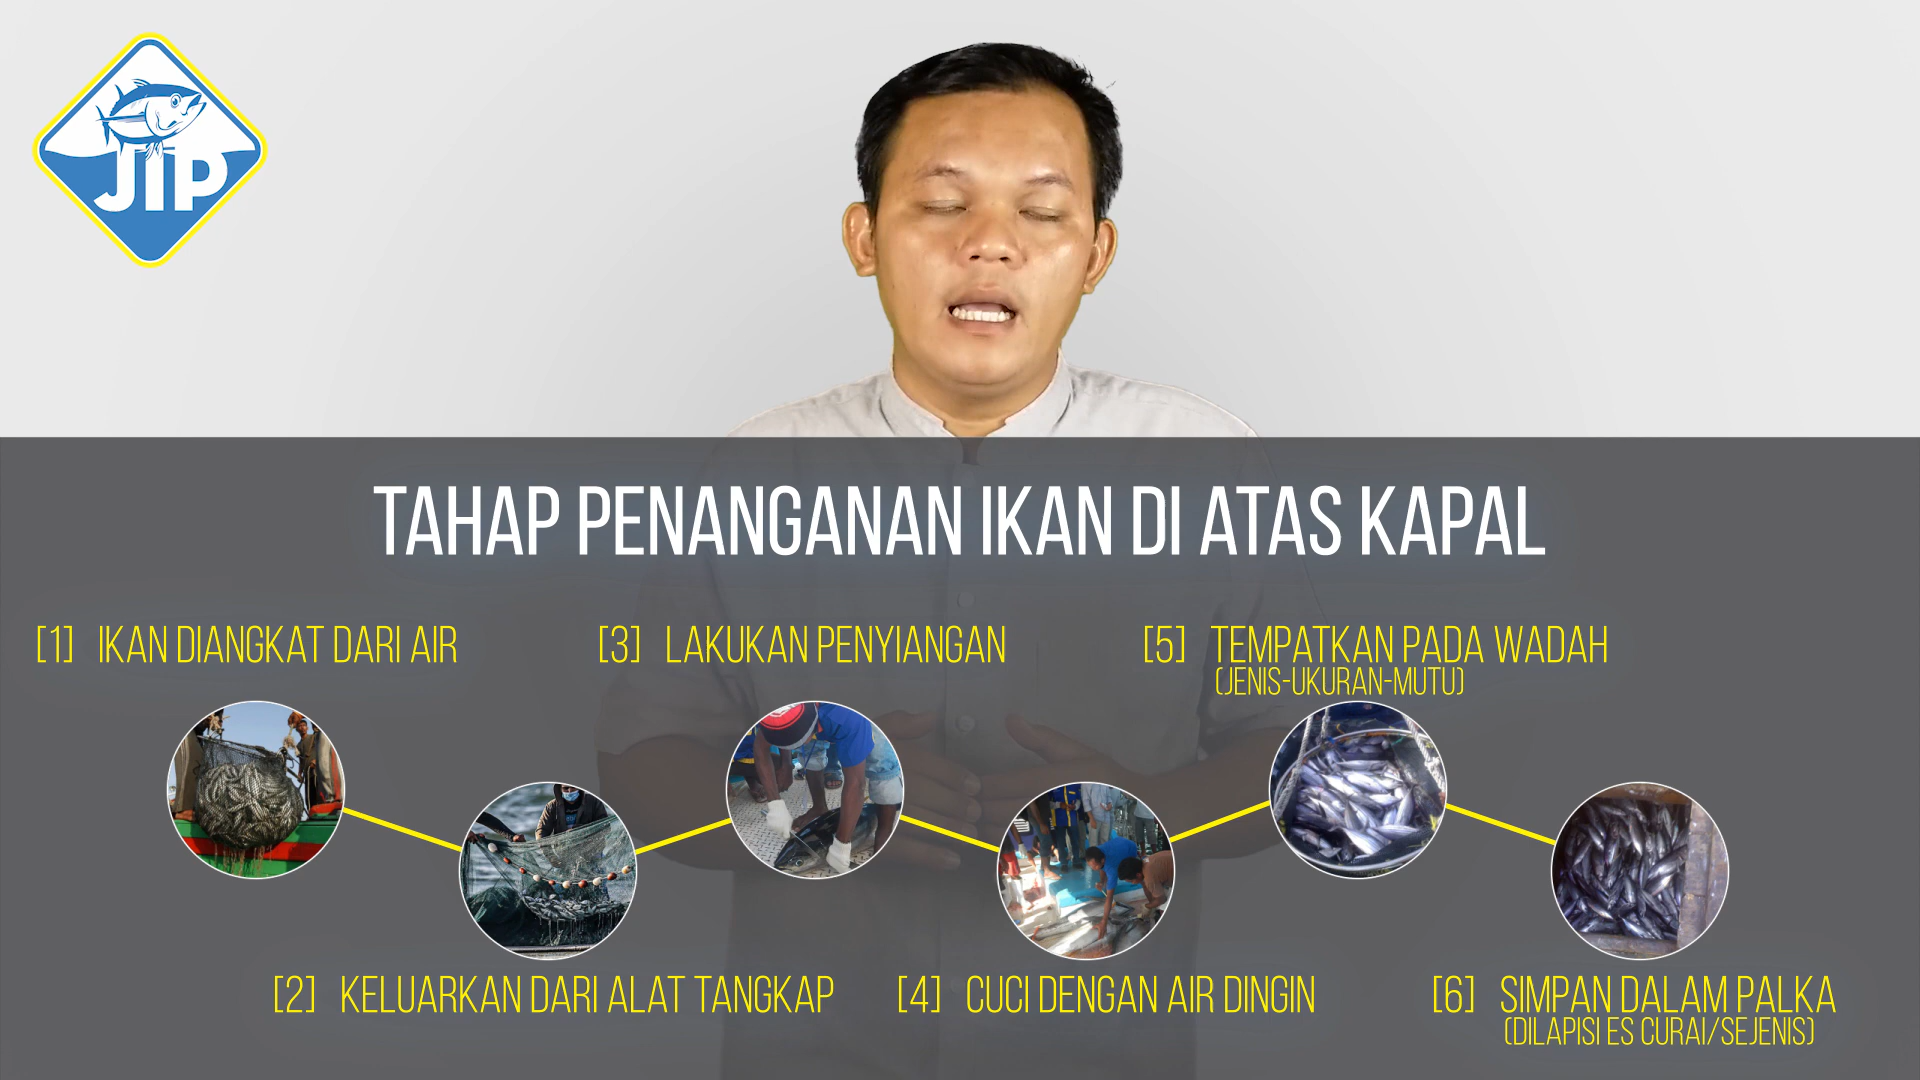 JIP
TAHAP PENANGANAN IKAN DI ATAS KAPAL
[1] IKAN DIANGKAT DARI AIR
[2] KELUARKAN DARI ALAT TANGKAP
[3] LAKUKAN PENYIANGAN
[4] CUCI DENGAN AIR DINGIN
[5] TEMPATKAN PADA WADAH
(JENIS-UKURAN-MUTU)
[6] SIMPAN DALAM PALKA
(DILAPISI ES CURAI/SEJENIS)